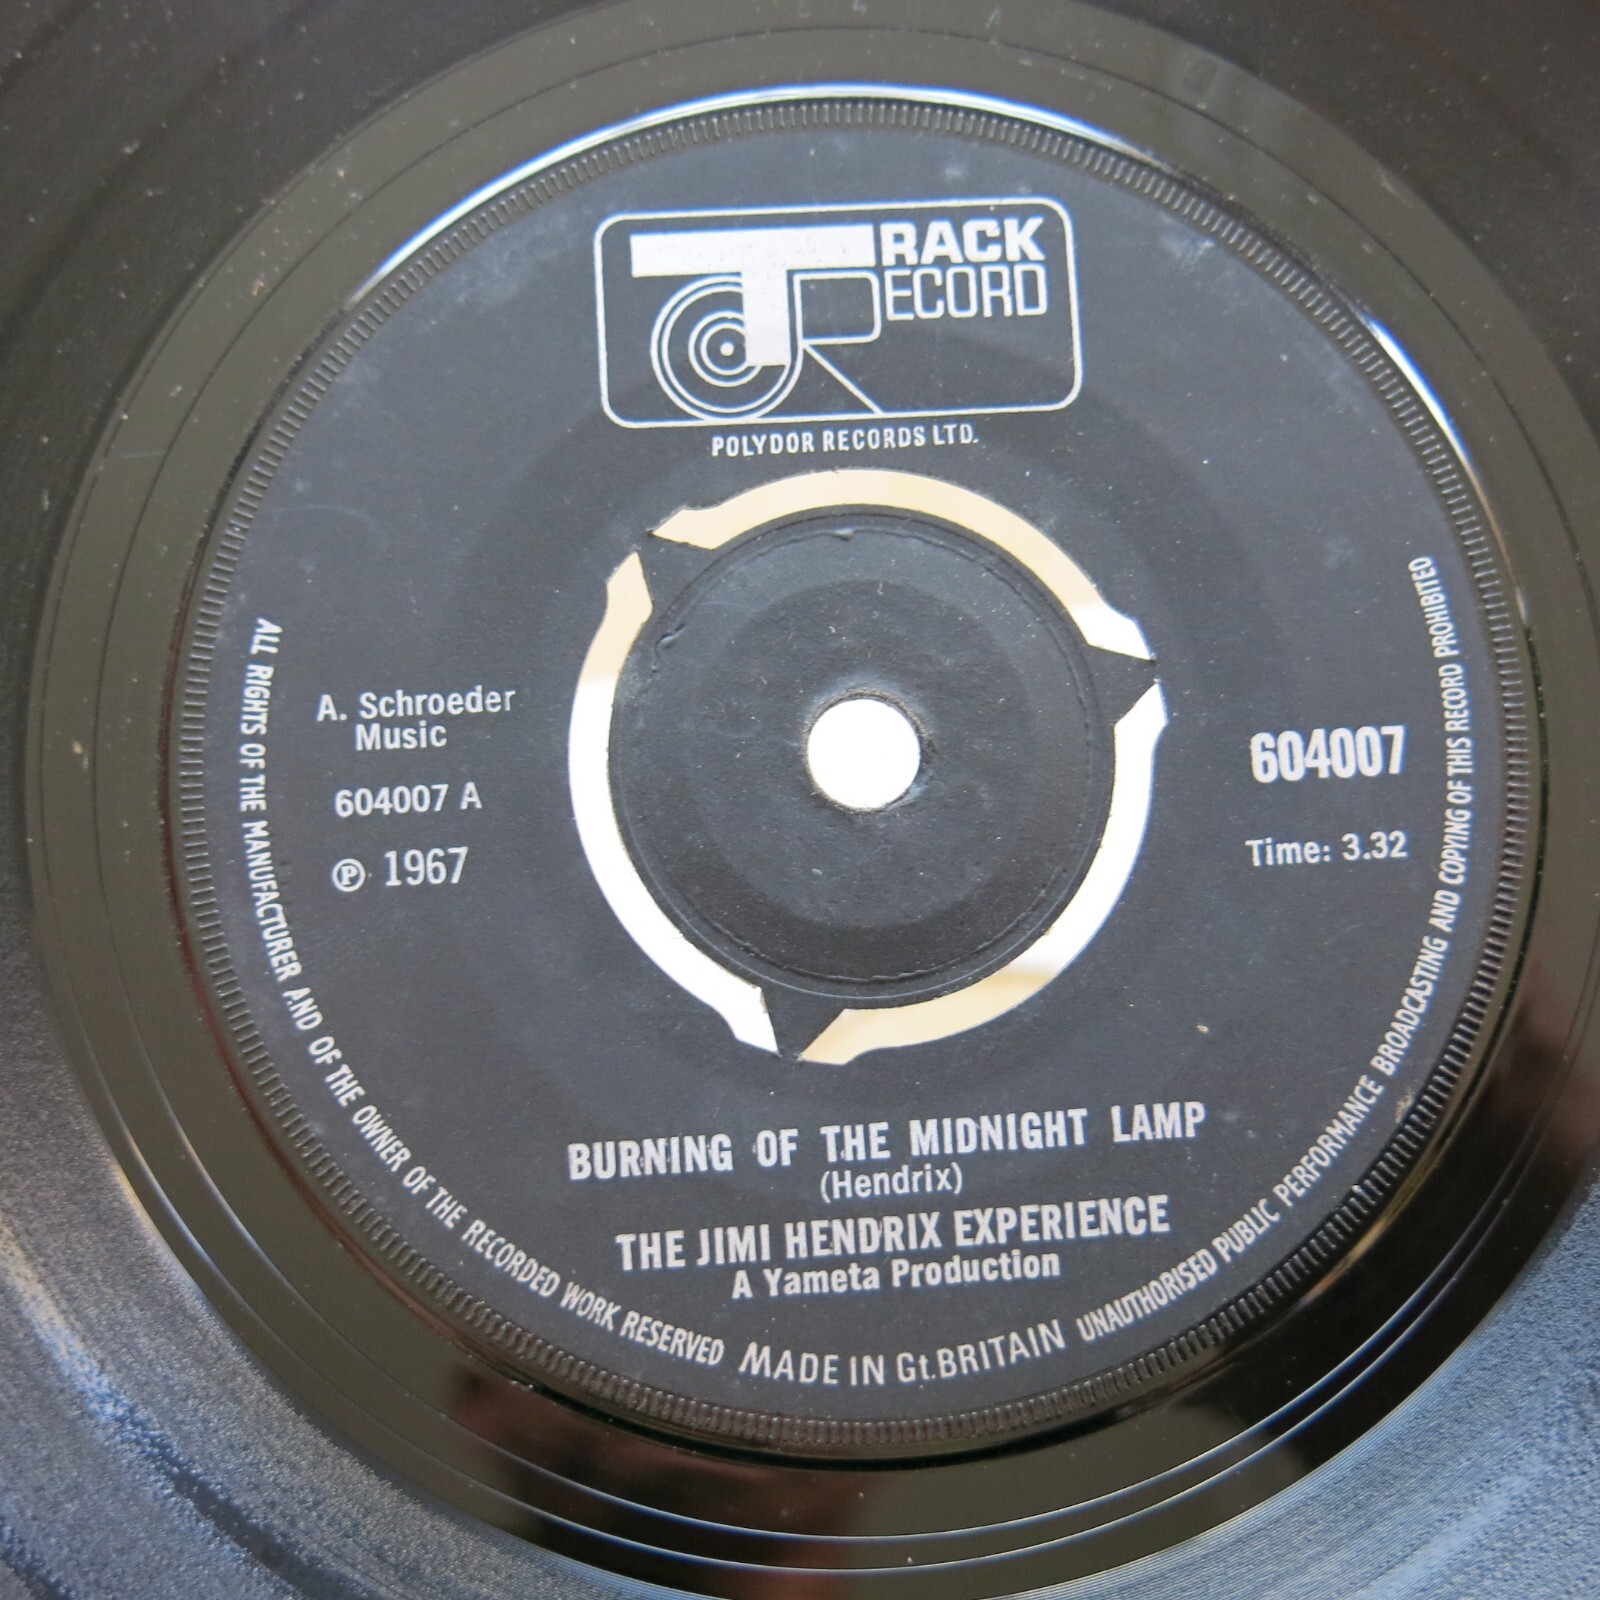 TRACK
RECORD
POLYDOR RECORDS LTD.
A. Schroeder
Music
604007 A
℗ 1967
604007
Time: 3.32
BURNING OF THE MIDNIGHT LAMP
(Hendrix)
THE JIMI HENDRIX EXPERIENCE
A Yameta Production
ALL RIGHTS OF THE MANUFACTURER AND OF THE OWNER OF THE RECORDED WORK RESERVED MADE IN Gt.BRITAIN UNAUTHORISED PUBLIC PERFORMANCE BROADCASTING AND COPYING OF THIS RECORD PROHIBITED